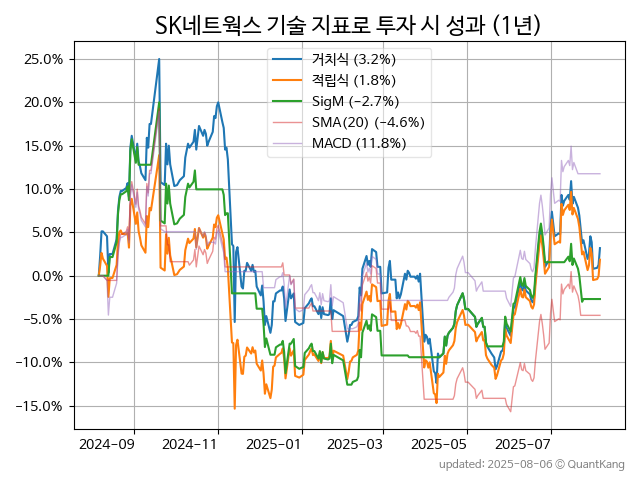 SK네트웍스 기술 지표로 투자 시 성과 (1년)
거치식 (3.2%)
적립식 (1.8%)
SigM (−2.7%)
SMA(20) (−4.6%)
MACD (11.8%)
25.0%
20.0%
15.0%
10.0%
5.0%
0.0%
−5.0%
−10.0%
−15.0%
2024-09 2024-11 2025-01 2025-03 2025-05 2025-07
updated: 2025-08-06 © QuantKang